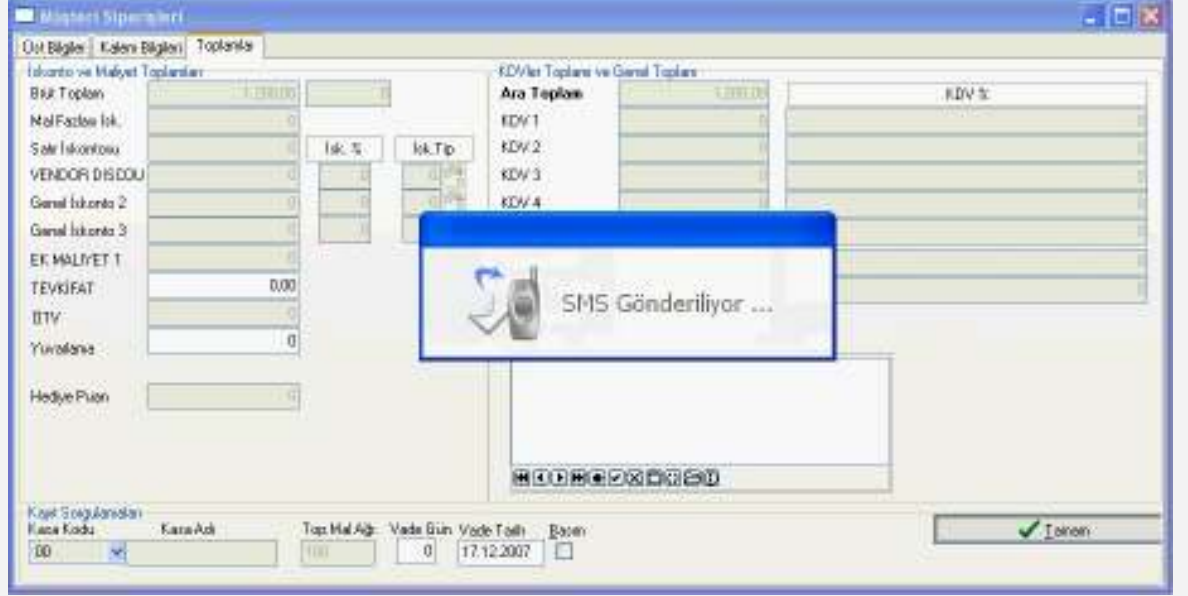 Müşteri Siparişleri
Üst Bilgiler Kalem Bilgileri Toplamlar
İskonto ve Maliyet Toplamları
Brüt Toplam 1,200.00 0
Mal Fazlası İsk. 0
Satır İskontosu 0 İsk. % İsk.Tip
VENDOR DISCOU 0 0 0
Genel İskonto 2 0 0 0
Genel İskonto 3 0 0
EK MALIYET 1 0
TEVKİFAT 0.00
ÖTV 0
Yuvarlama 0
Hediye Puan 0
KDV'ler Toplamı ve Genel Toplam
Ara Toplam 1,200.00 KDV %
KDV 1 0 0
KDV 2 0 0
KDV 3 0 0
KDV 4 0 0
SMS Gönderiliyor ...
Kayıt Sorgulamaları
Kasa Kodu Kasa Adı Top.Mal Ağı. Vade Gün Vade Tarihi Basım
00 100 0 17.12.2007
Tamam